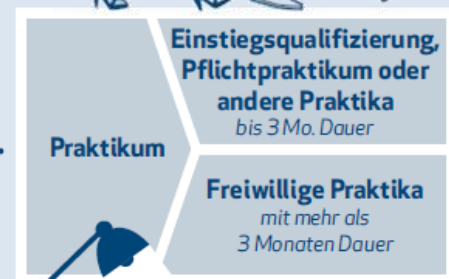 Praktikum
Einstiegsqualifizierung,
Pflichtpraktikum oder
andere Praktika
bis 3 Mo. Dauer
Freiwillige Praktika
mit mehr als
3 Monaten Dauer